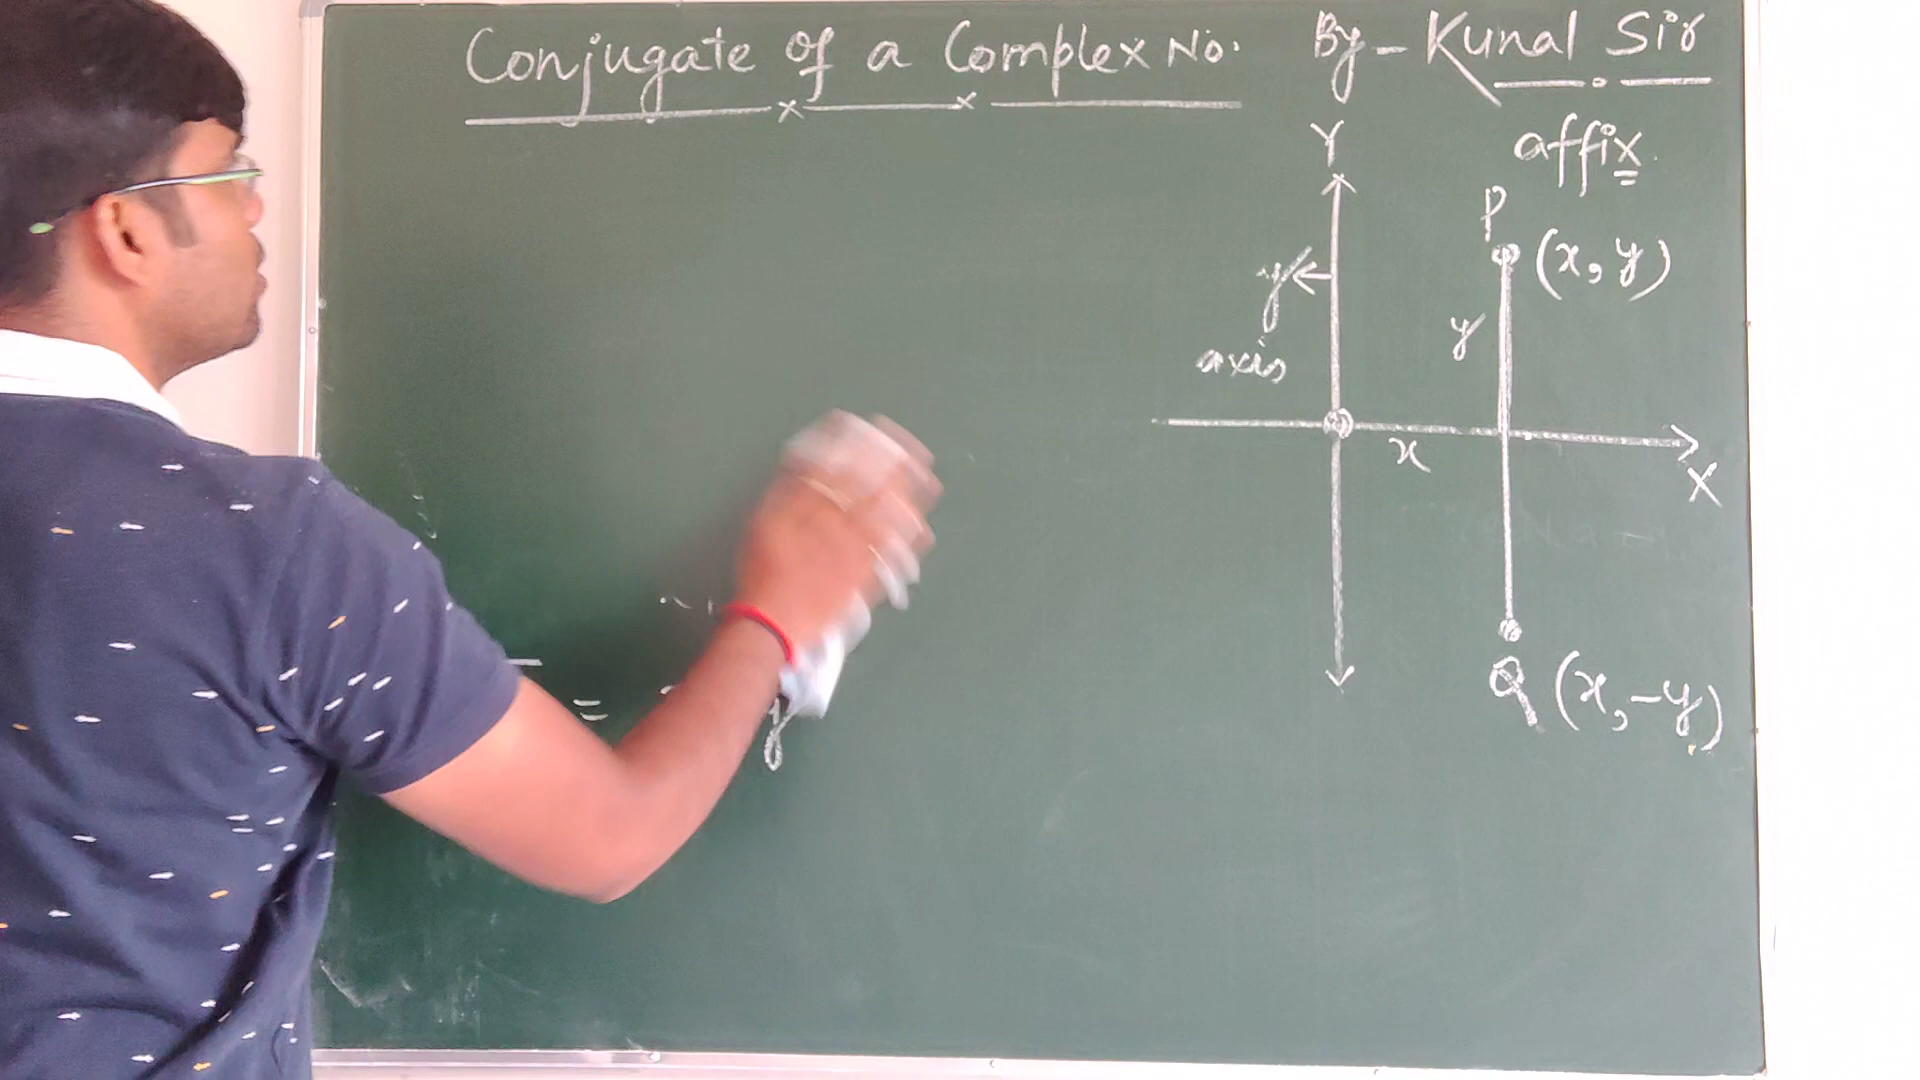 Conjugate of a Complex No. By - Kunal Sir
Y
affix
P
(x, y)
y
y
axis
x
X
=
y
Q (x, -y)